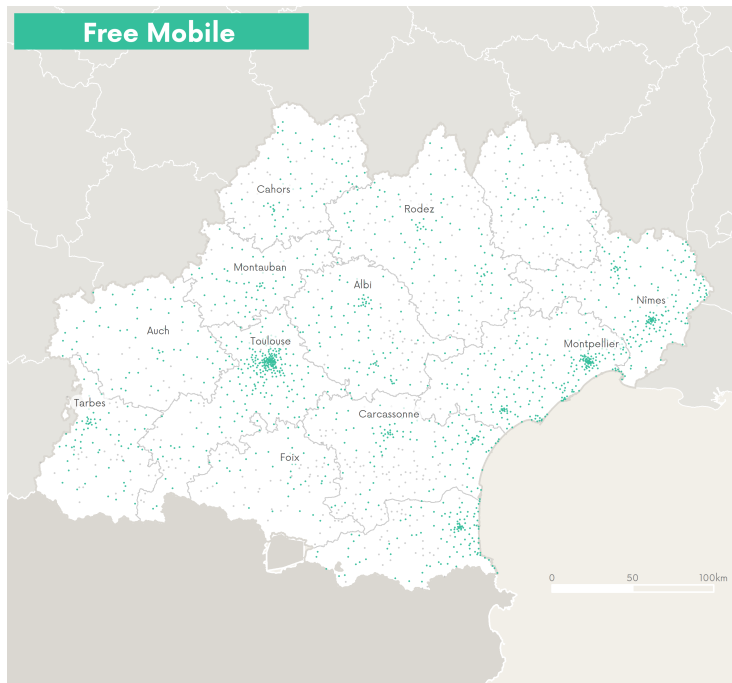 Free Mobile
Cahors
Rodez
Montauban
Albi
Nîmes
Auch
Toulouse
Montpellier
Tarbes
Carcassonne
Foix
0 50 100km